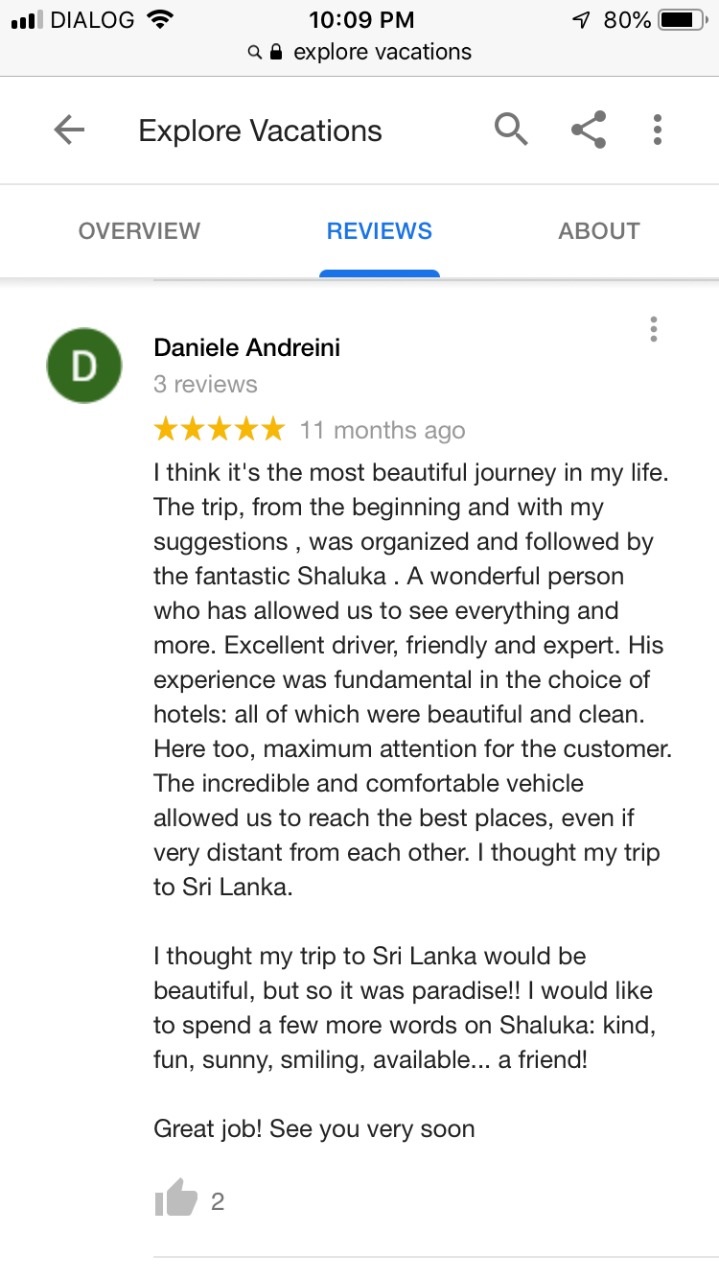 DIALOG 10:09 PM 80%
explore vacations
Explore Vacations
OVERVIEW REVIEWS ABOUT
D
Daniele Andreini
3 reviews
11 months ago
I think it's the most beautiful journey in my life.
The trip, from the beginning and with my
suggestions , was organized and followed by
the fantastic Shaluka . A wonderful person
who has allowed us to see everything and
more. Excellent driver, friendly and expert. His
experience was fundamental in the choice of
hotels: all of which were beautiful and clean.
Here too, maximum attention for the customer.
The incredible and comfortable vehicle
allowed us to reach the best places, even if
very distant from each other. I thought my trip
to Sri Lanka.
I thought my trip to Sri Lanka would be
beautiful, but so it was paradise!! I would like
to spend a few more words on Shaluka: kind,
fun, sunny, smiling, available... a friend!
Great job! See you very soon
2